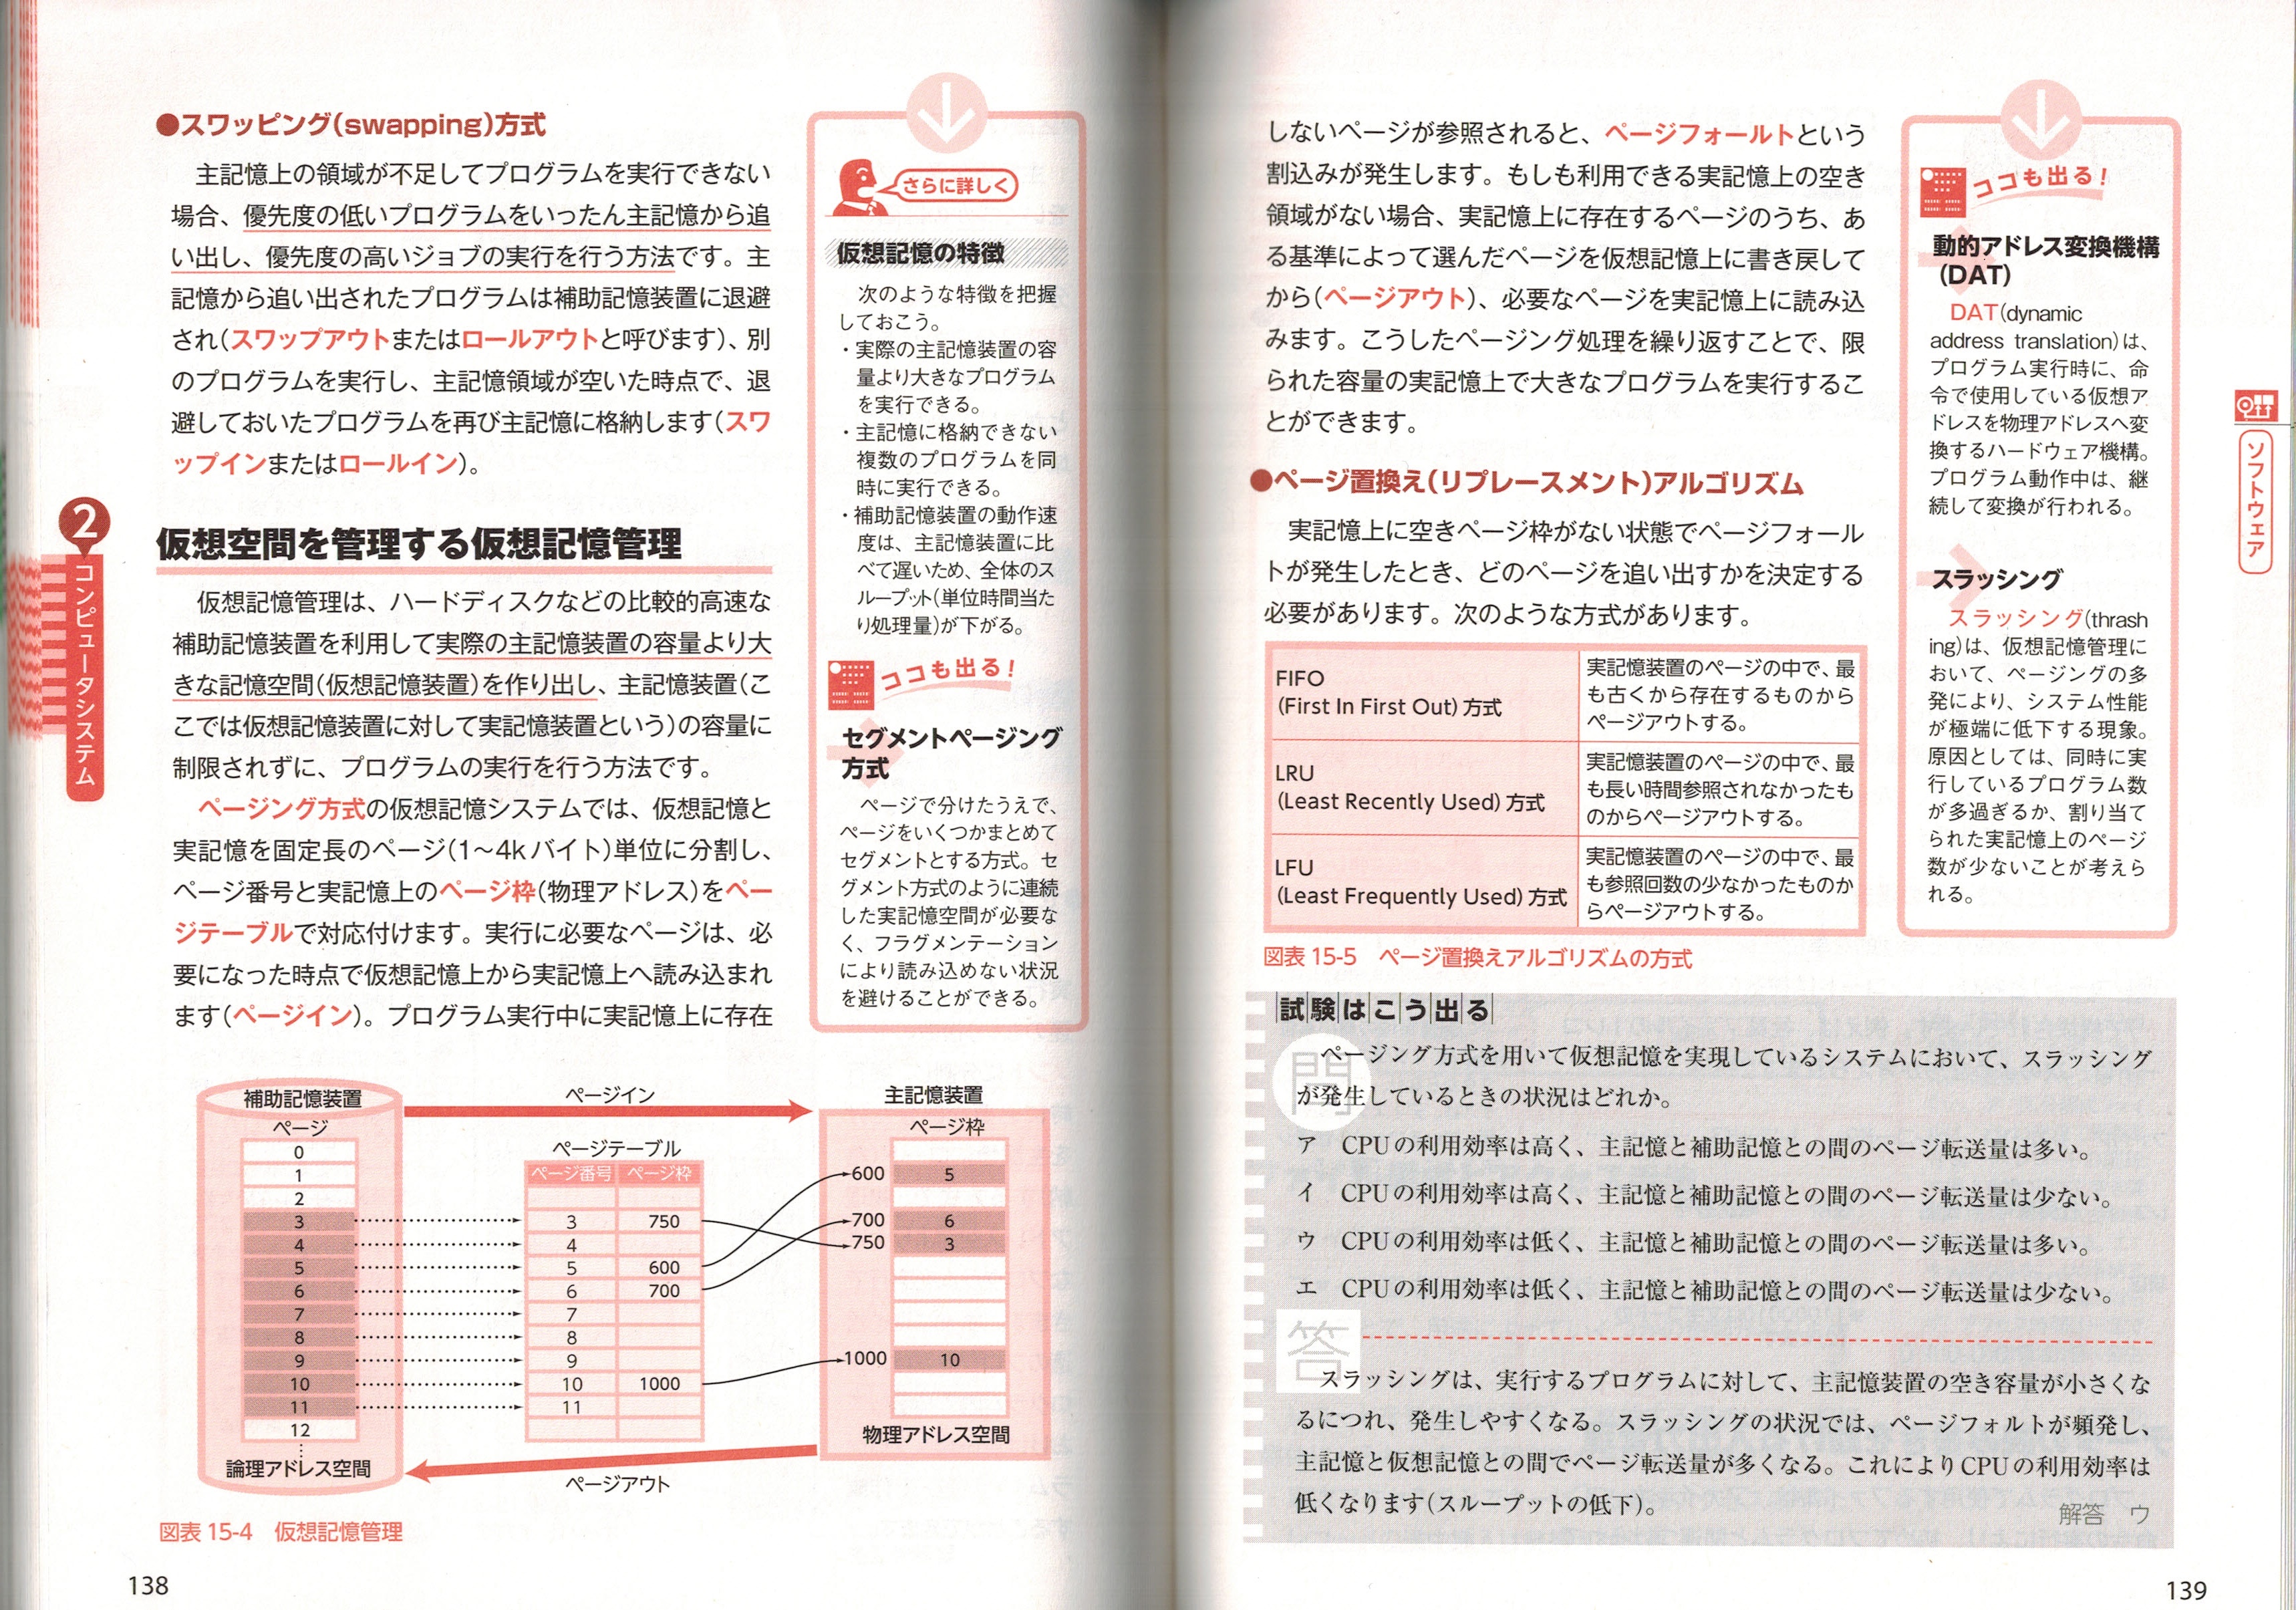 ●スワッピング(swapping)方式
主記憶上の領域が不足してプログラムを実行できない
場合、優先度の低いプログラムをいったん主記憶から追
い出し、優先度の高いジョブの実行を行う方法です。主
記憶から追い出されたプログラムは補助記憶装置に退避
され(スワップアウトまたはロールアウトと呼びます)、別
のプログラムを実行し、主記憶領域が空いた時点で、退
避しておいたプログラムを再び主記憶に格納します(スワ
ップインまたはロールイン)。
2
コンピュータシステム
仮想空間を管理する仮想記憶管理
仮想記憶管理は、ハードディスクなどの比較的高速な
補助記憶装置を利用して実際の主記憶装置の容量より大
きな記憶空間(仮想記憶装置)を作り出し、主記憶装置(こ
こでは仮想記憶装置に対して実記憶装置という)の容量に
制限されずに、プログラムの実行を行う方法です。
ページング方式の仮想記憶システムでは、仮想記憶と
実記憶を固定長のページ(1〜4kバイト)単位に分割し、
ページ番号と実記憶上のページ枠(物理アドレス)をペー
ジテーブルで対応付けます。実行に必要なページは、必
要になった時点で仮想記憶上から実記憶上へ読み込まれ
ます(ページイン)。プログラム実行中に実記憶上に存在
さらに詳しく
仮想記憶の特徴
次のような特徴を把握
しておこう。
・実際の主記憶装置の容
量より大きなプログラム
を実行できる。
・主記憶に格納できない
複数のプログラムを同
時に実行できる。
・補助記憶装置の動作速
度は、主記憶装置に比
べて遅いため、全体のス
ループット(単位時間当た
り処理量)が下がる。
ココも出る!
セグメントページング
方式
ページで分けたうえで、
ページをいくつかまとめて
セグメントとする方式。セ
グメント方式のように連続
した実記憶空間が必要な
く、フラグメンテーション
により読み込めない状況
を避けることができる。
補助記憶装置
ページ
0
1
2
3
4
5
6
7
8
9
10
11
12
論理アドレス空間
ページイン
ページテーブル
ページ番号 ページ枠
3 750
4
5 600
6 700
7
8
9
10 1000
11
ページアウト
主記憶装置
ページ枠
600 5
700 6
750 3
1000 10
物理アドレス空間
図表 15-4 仮想記憶管理
138
しないページが参照されると、ページフォールトという
割込みが発生します。もしも利用できる実記憶上の空き
領域がない場合、実記憶上に存在するページのうち、あ
る基準によって選んだページを仮想記憶上に書き戻して
から(ページアウト)、必要なページを実記憶上に読み込
みます。こうしたページング処理を繰り返すことで、限
られた容量の実記憶上で大きなプログラムを実行するこ
とができます。
●ページ置換え(リプレースメント)アルゴリズム
実記憶上に空きページ枠がない状態でページフォール
トが発生したとき、どのページを追い出すかを決定する
必要があります。次のような方式があります。
FIFO
(First In First Out) 方式
実記憶装置のページの中で、最
も古くから存在するものから
ページアウトする。
LRU
(Least Recently Used) 方式
実記憶装置のページの中で、最
も長い時間参照されなかったも
のからページアウトする。
LFU
(Least Frequently Used) 方式
実記憶装置のページの中で、最
も参照回数の少なかったものか
らページアウトする。
図表 15-5 ページ置換えアルゴリズムの方式
ココも出る!
動的アドレス変換機構
(DAT)
DAT(dynamic
address translation)は、
プログラム実行時に、命
令で使用している仮想ア
ドレスを物理アドレスへ変
換するハードウェア機構。
プログラム動作中は、継
続して変換が行われる。
スラッシング
スラッシング(thrash
ing)は、仮想記憶管理に
おいて、ページングの多
発により、システム性能
が極端に低下する現象。
原因としては、同時に実
行しているプログラム数
が多過ぎるか、割り当て
られた実記憶上のページ
数が少ないことが考えら
れる。
ソフトウェア
試験はこう出る
問
ページング方式を用いて仮想記憶を実現しているシステムにおいて、スラッシング
が発生しているときの状況はどれか。
ア CPUの利用効率は高く、主記憶と補助記憶との間のページ転送量は多い。
イ CPUの利用効率は高く、主記憶と補助記憶との間のページ転送量は少ない。
ウ CPUの利用効率は低く、主記憶と補助記憶との間のページ転送量は多い。
エ CPUの利用効率は低く、主記憶と補助記憶との間のページ転送量は少ない。
答
スラッシングは、実行するプログラムに対して、主記憶装置の空き容量が小さくな
るにつれ、発生しやすくなる。スラッシングの状況では、ページフォルトが頻発し、
主記憶と仮想記憶との間でページ転送量が多くなる。これによりCPUの利用効率は
低くなります(スループットの低下)。
解答 ウ
139